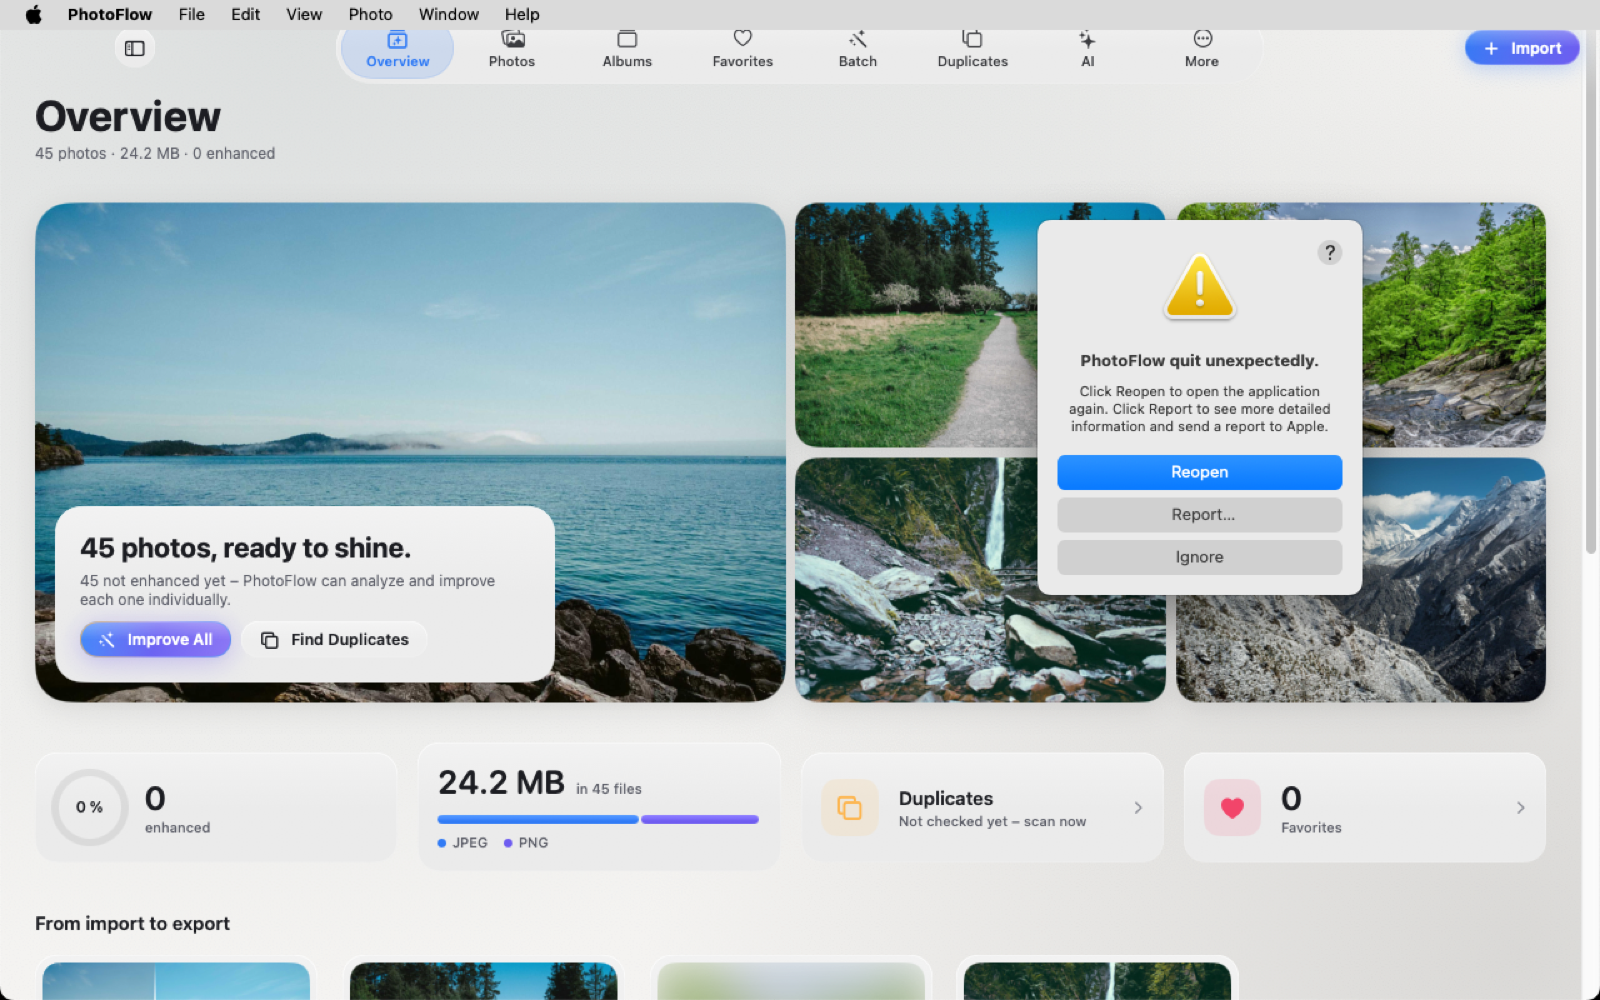 PhotoFlow File Edit View Photo Window Help
Overview Photos Albums Favorites Batch Duplicates AI More
+ Import
Overview
45 photos · 24.2 MB · 0 enhanced
?
PhotoFlow quit unexpectedly.
Click Reopen to open the application
again. Click Report to see more detailed
information and send a report to Apple.
Reopen
Report...
Ignore
45 photos, ready to shine.
45 not enhanced yet – PhotoFlow can analyze and improve
each one individually.
Improve All Find Duplicates
0 %
0
enhanced
24.2 MB in 45 files
JPEG PNG
Duplicates
Not checked yet – scan now
0
Favorites
From import to export